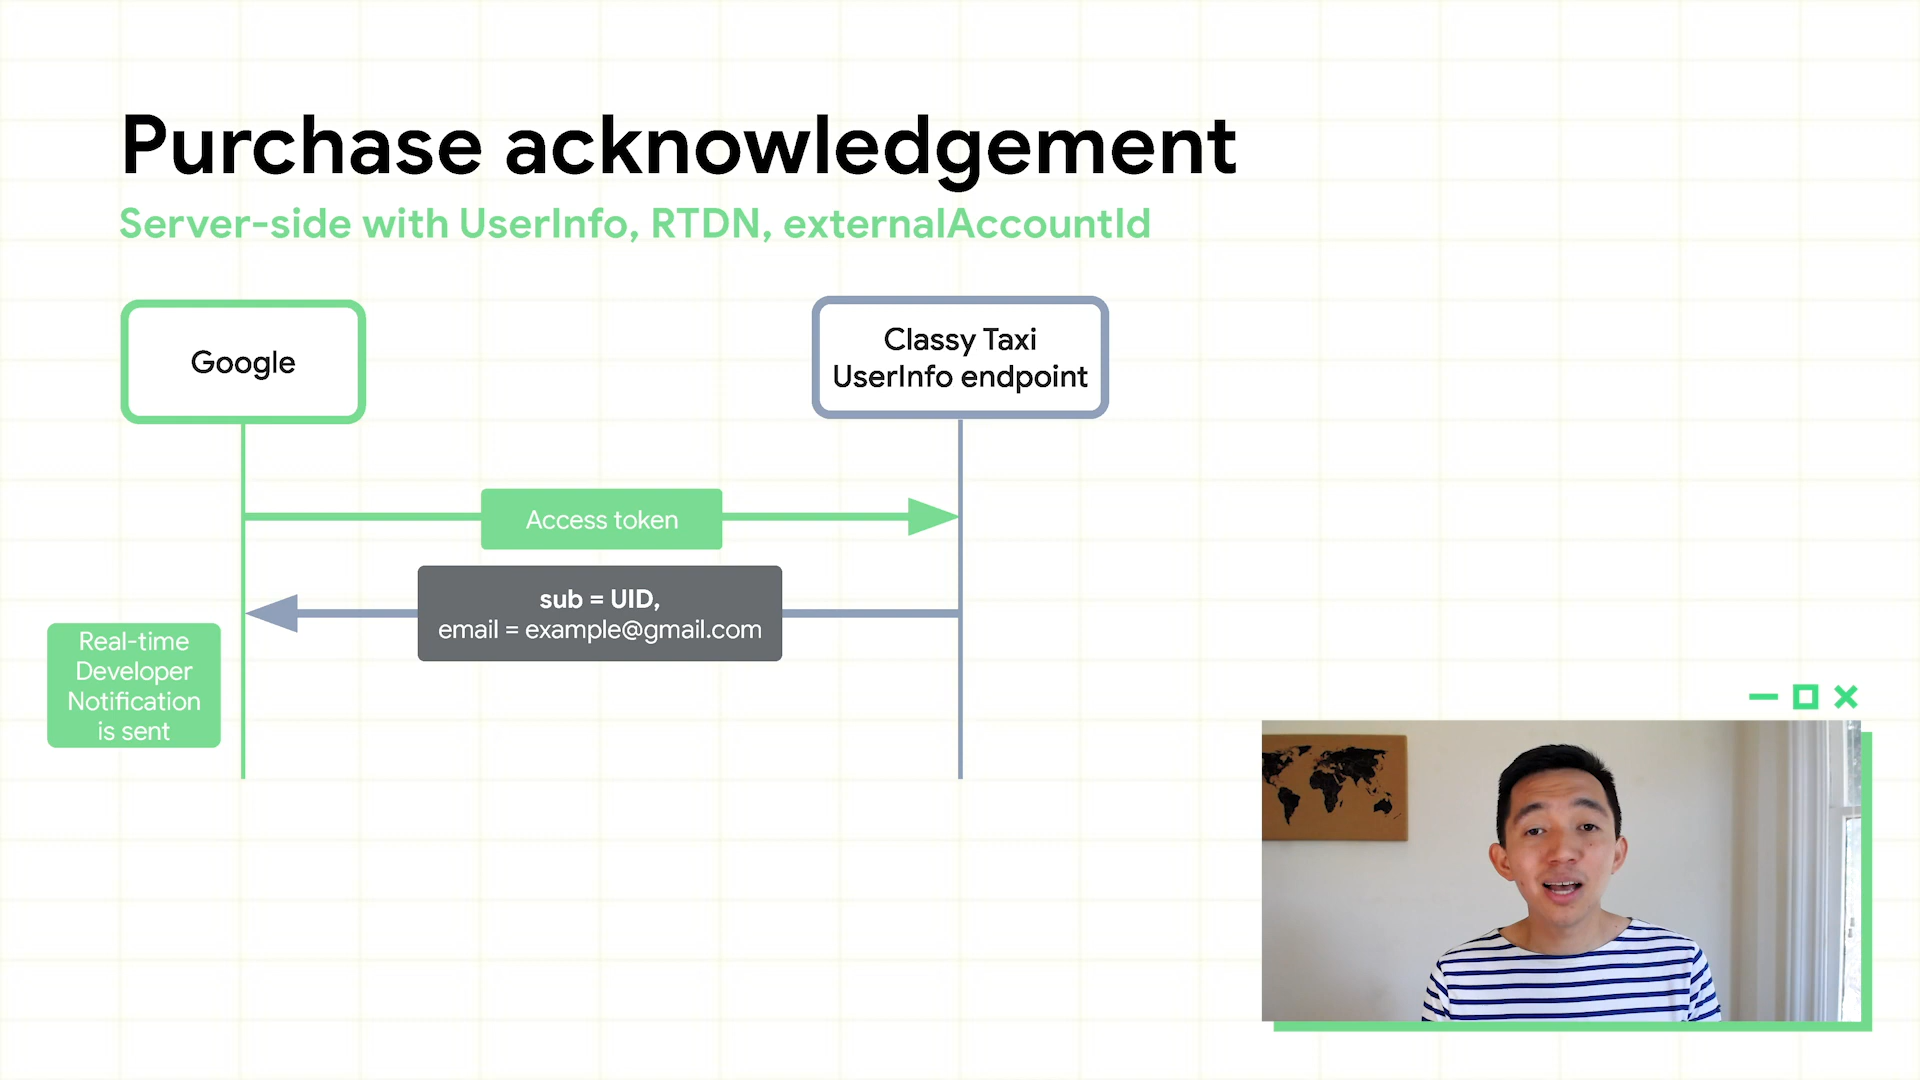 Purchase acknowledgement
Server-side with UserInfo, RTDN, externalAccountId
Google
Classy Taxi
UserInfo endpoint
Access token
sub = UID,
email = example@gmail.com
Real-time
Developer
Notification
is sent